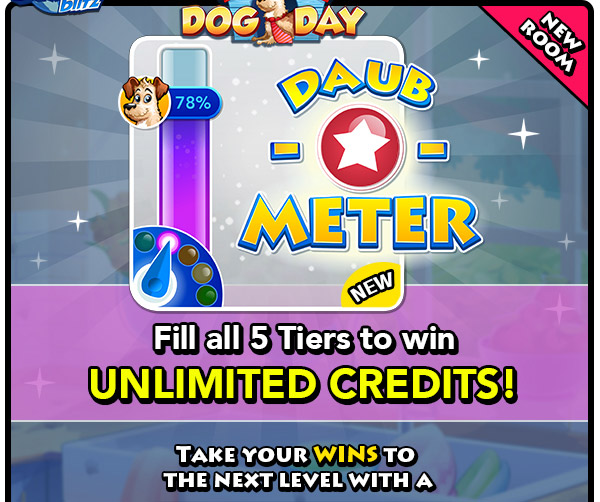 blitz
DOG DAY
NEW
ROOM
78%
DAUB
-O-
METER
NEW
Fill all 5 Tiers to win
UNLIMITED CREDITS!
TAKE YOUR WINS TO
THE NEXT LEVEL WITH A